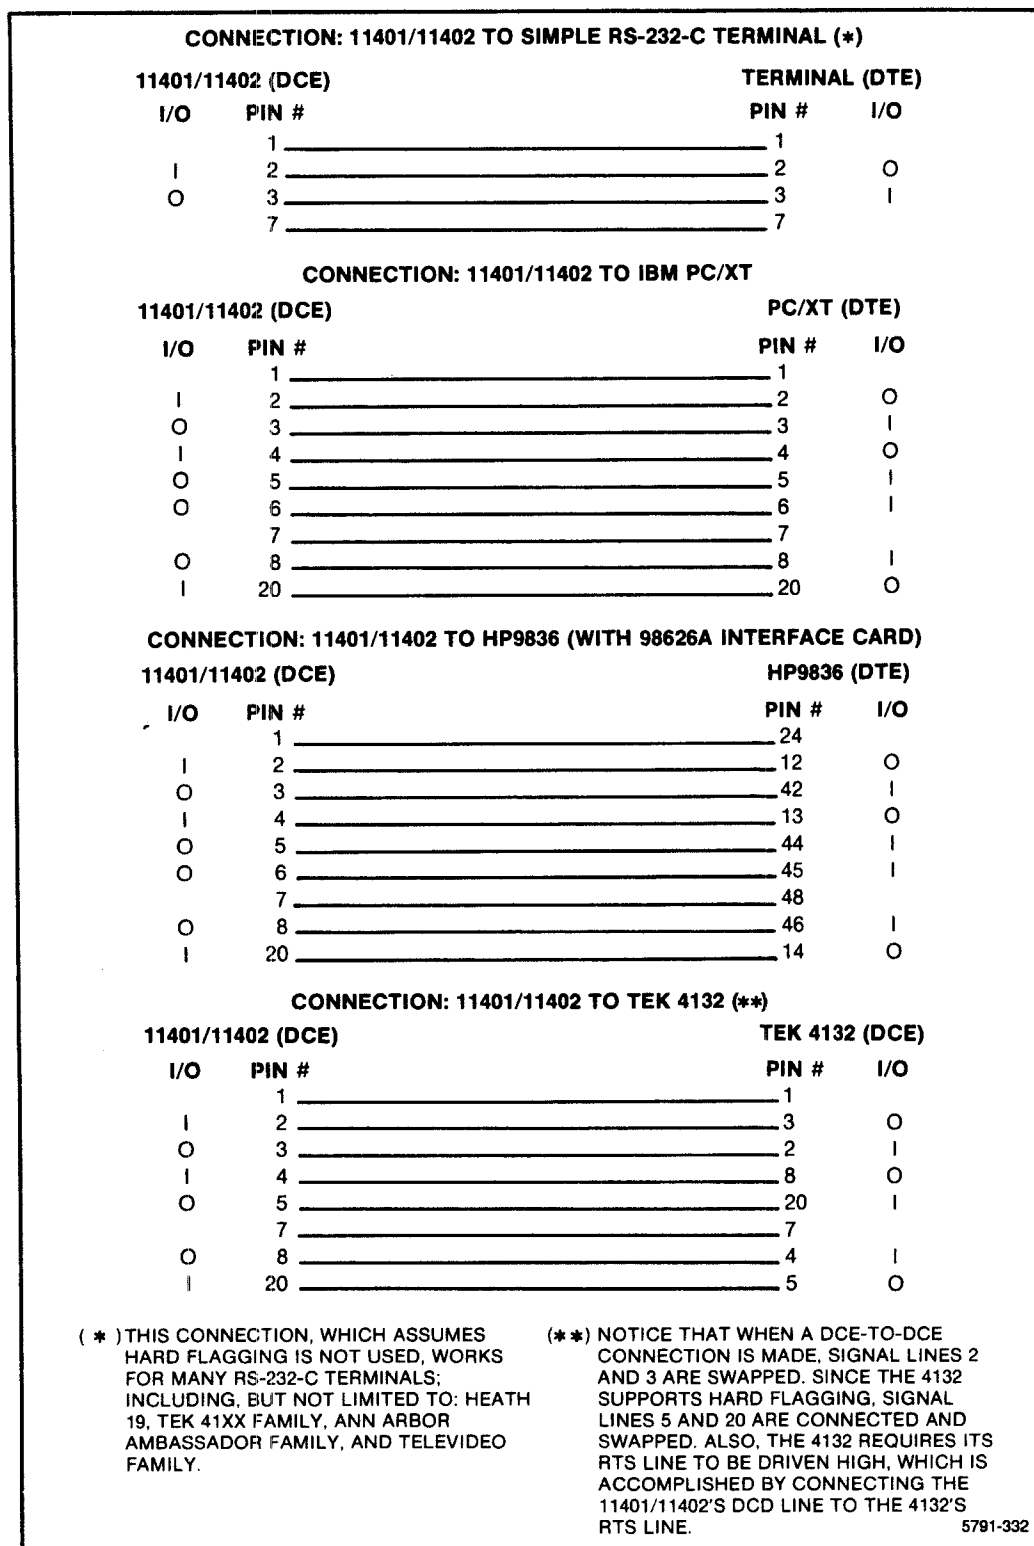 CONNECTION: 11401/11402 TO SIMPLE RS-232-C TERMINAL (*)
11401/11402 (DCE) TERMINAL (DTE)
I/O PIN # PIN # I/O
1 1
I 2 2 O
O 3 3 I
7 7
CONNECTION: 11401/11402 TO IBM PC/XT
11401/11402 (DCE) PC/XT (DTE)
I/O PIN # PIN # I/O
1 1
I 2 2 O
O 3 3 I
I 4 4 O
O 5 5 I
O 6 6 I
7 7
O 8 8 I
I 20 20 O
CONNECTION: 11401/11402 TO HP9836 (WITH 98626A INTERFACE CARD)
11401/11402 (DCE) HP9836 (DTE)
I/O PIN # PIN # I/O
1 24
I 2 12 O
O 3 42 I
I 4 13 O
O 5 44 I
O 6 45 I
7 48
O 8 46 I
I 20 14 O
CONNECTION: 11401/11402 TO TEK 4132 (**)
11401/11402 (DCE) TEK 4132 (DCE)
I/O PIN # PIN # I/O
1 1
I 2 3 O
O 3 2 I
I 4 8 O
O 5 20 I
7 7
O 8 4 I
I 20 5 O
( * ) THIS CONNECTION, WHICH ASSUMES
HARD FLAGGING IS NOT USED, WORKS
FOR MANY RS-232-C TERMINALS;
INCLUDING, BUT NOT LIMITED TO: HEATH
19, TEK 41XX FAMILY, ANN ARBOR
AMBASSADOR FAMILY, AND TELEVIDEO
FAMILY.
(**) NOTICE THAT WHEN A DCE-TO-DCE
CONNECTION IS MADE, SIGNAL LINES 2
AND 3 ARE SWAPPED. SINCE THE 4132
SUPPORTS HARD FLAGGING, SIGNAL
LINES 5 AND 20 ARE CONNECTED AND
SWAPPED. ALSO, THE 4132 REQUIRES ITS
RTS LINE TO BE DRIVEN HIGH, WHICH IS
ACCOMPLISHED BY CONNECTING THE
11401/11402'S DCD LINE TO THE 4132'S
RTS LINE.
5791-332